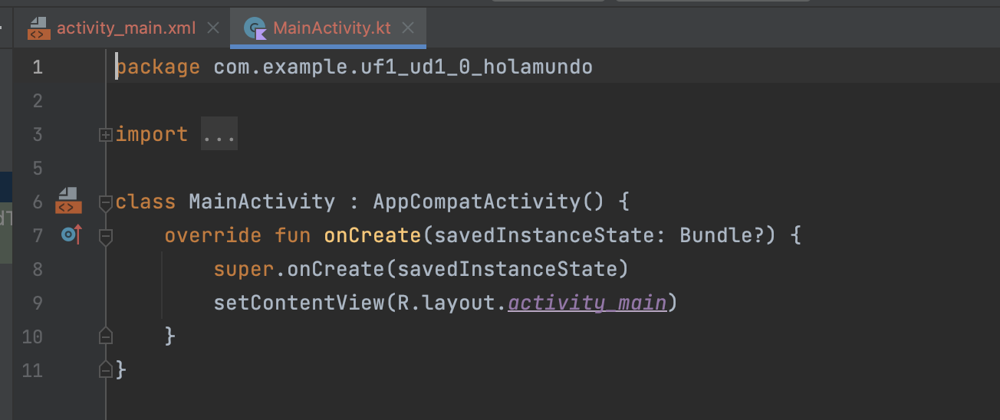 activity_main.xml MainActivity.kt
1 package com.example.uf1_ud1_0_holamundo
2
3 import ...
5
6 class MainActivity : AppCompatActivity() {
7 override fun onCreate(savedInstanceState: Bundle?) {
8 super.onCreate(savedInstanceState)
9 setContentView(R.layout.activity_main)
10 }
11 }